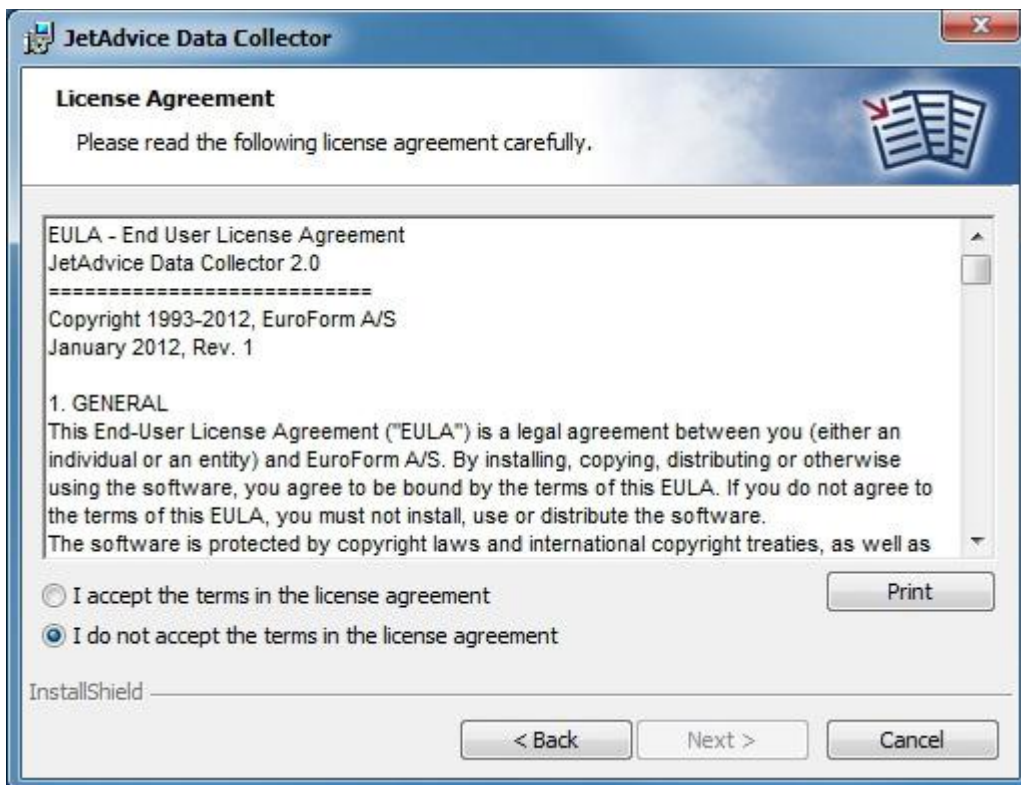 JetAdvice Data Collector
License Agreement
Please read the following license agreement carefully.
EULA - End User License Agreement
JetAdvice Data Collector 2.0
===========================
Copyright 1993-2012, EuroForm A/S
January 2012, Rev. 1
1. GENERAL
This End-User License Agreement ("EULA") is a legal agreement between you (either an
individual or an entity) and EuroForm A/S. By installing, copying, distributing or otherwise
using the software, you agree to be bound by the terms of this EULA. If you do not agree to
the terms of this EULA, you must not install, use or distribute the software.
The software is protected by copyright laws and international copyright treaties, as well as
I accept the terms in the license agreement
Print
I do not accept the terms in the license agreement
InstallShield
< Back
Next >
Cancel